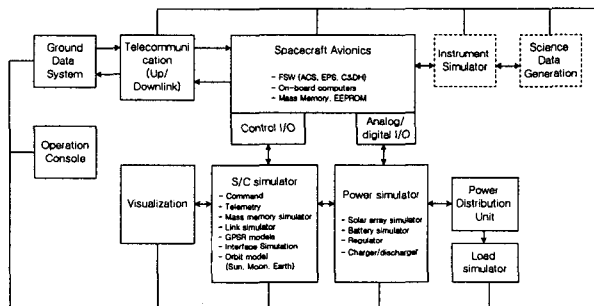 Ground
Data
System
Telecommuni
cation
(Up/
Downlink)
Spacecraft Avionics
- FSW (ACS, EPS, C&DH)
- On-board computers
- Mass Memory, EEPROM
Instrument
Simulator
Science
Data
Generation
Control I/O
Analog/
digital I/O
Operation
Console
Visualization
S/C simulator
- Command
- Telemetry
- Mass memory simulator
- Link simulator
- GPSR models
- Interface Simulation
- Orbit model
(Sun, Moon, Earth)
Power simulator
- Solar array simulator
- Battery simulator
- Regulator
- Charger/discharger
Power
Distribution
Unit
Load
simulator